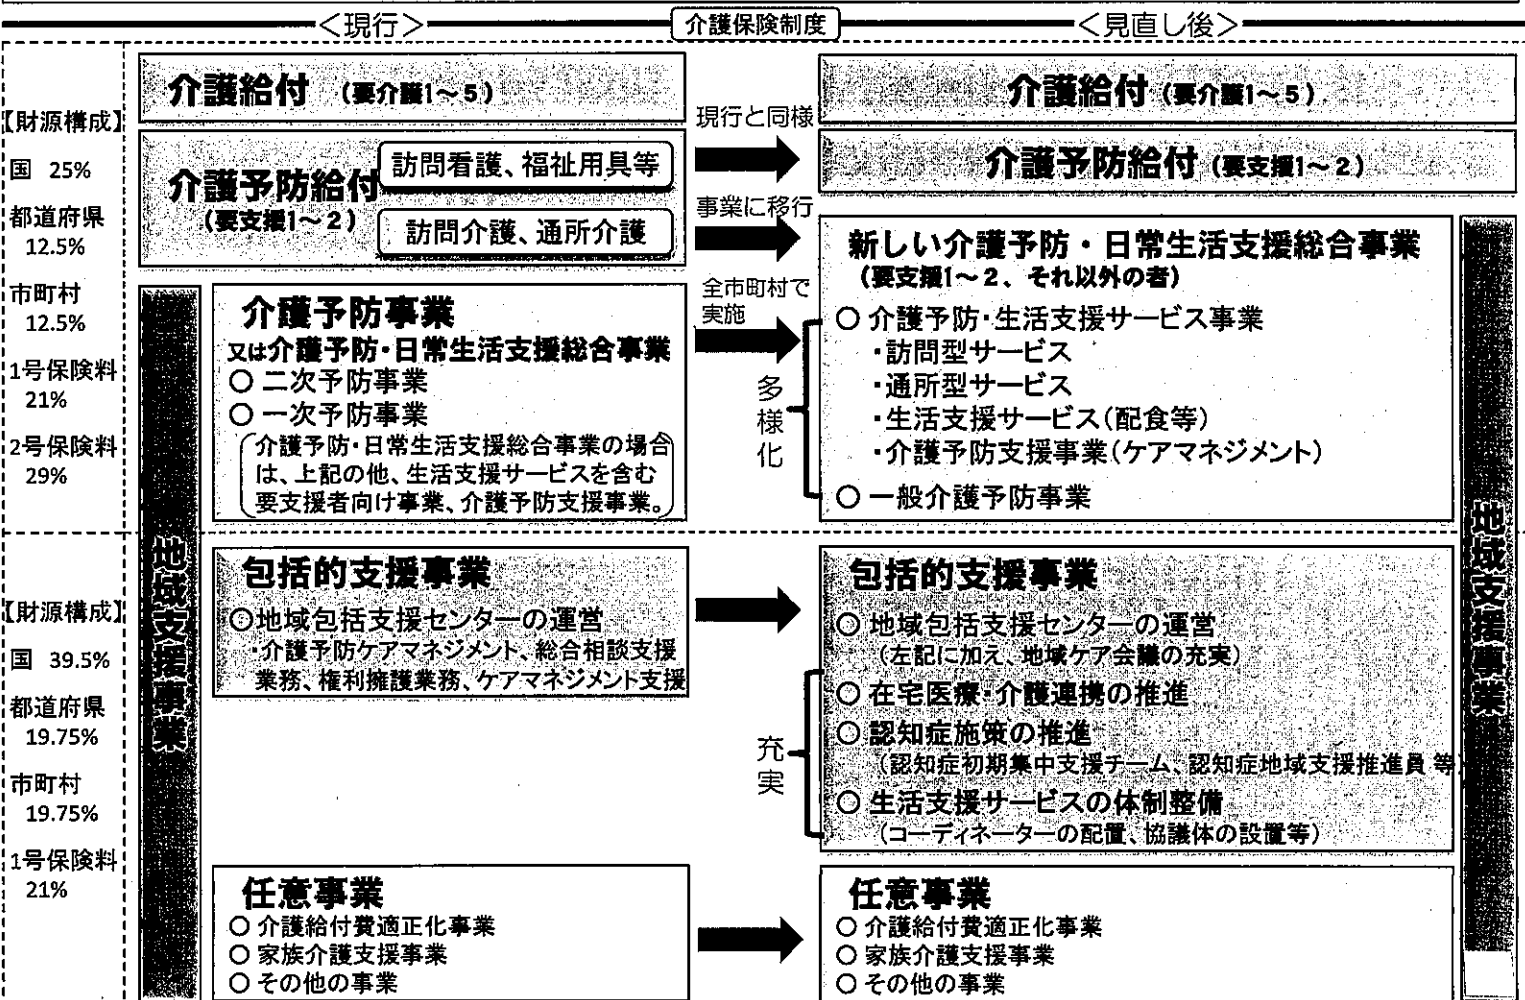 <現行>
介護保険制度
<見直し後>
【財源構成】
国 25%
都道府県
12.5%
市町村
12.5%
1号保険料
21%
2号保険料
29%
介護給付 (要介護1~5)
介護予防給付
(要支援1~2)
訪問看護、福祉用具等
訪問介護、通所介護
現行と同様
事業に移行
全市町村で
実施
多様化
介護給付 (要介護1~5)
介護予防給付 (要支援1~2)
介護予防事業
又は介護予防・日常生活支援総合事業
○ 二次予防事業
○ 一次予防事業
介護予防・日常生活支援総合事業の場合
は、上記の他、生活支援サービスを含む
要支援者向け事業、介護予防支援事業。
新しい介護予防・日常生活支援総合事業
(要支援1~2、それ以外の者)
○ 介護予防・生活支援サービス事業
・訪問型サービス
・通所型サービス
・生活支援サービス(配食等)
・介護予防支援事業(ケアマネジメント)
○ 一般介護予防事業
地域支援事業
【財源構成】
国 39.5%
都道府県
19.75%
市町村
19.75%
1号保険料
21%
包括的支援事業
○地域包括支援センターの運営
・介護予防ケアマネジメント、総合相談支援
業務、権利擁護業務、ケアマネジメント支援
充実
包括的支援事業
○ 地域包括支援センターの運営
(左記に加え、地域ケア会議の充実)
○ 在宅医療・介護連携の推進
○ 認知症施策の推進
(認知症初期集中支援チーム、認知症地域支援推進員 等)
○ 生活支援サービスの体制整備
(コーディネーターの配置、協議体の設置等)
地域支援事業
任意事業
○ 介護給付費適正化事業
○ 家族介護支援事業
○ その他の事業
任意事業
○ 介護給付費適正化事業
○ 家族介護支援事業
○ その他の事業